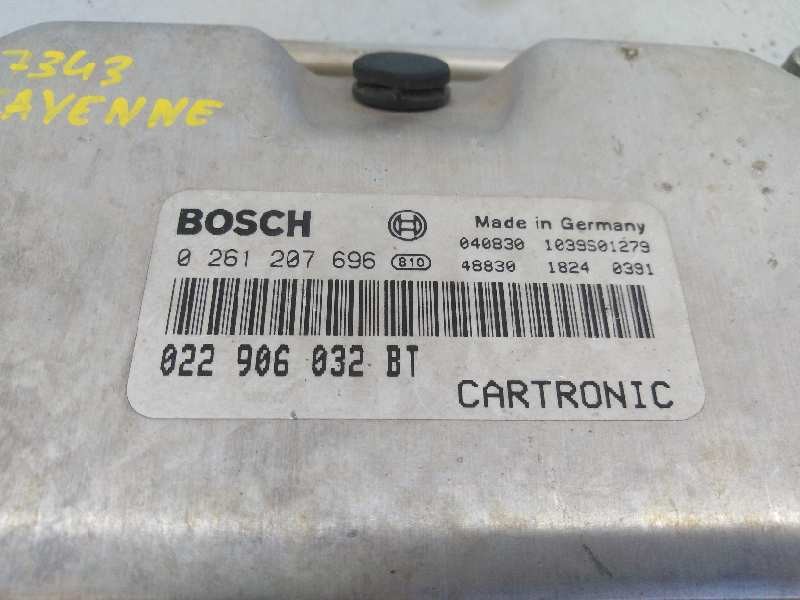 7343
CAYENNE
BOSCH
Made in Germany
040830 1039S01279
0 261 207 696 810
48830 1824 0391
022 906 032 BT
CARTRONIC